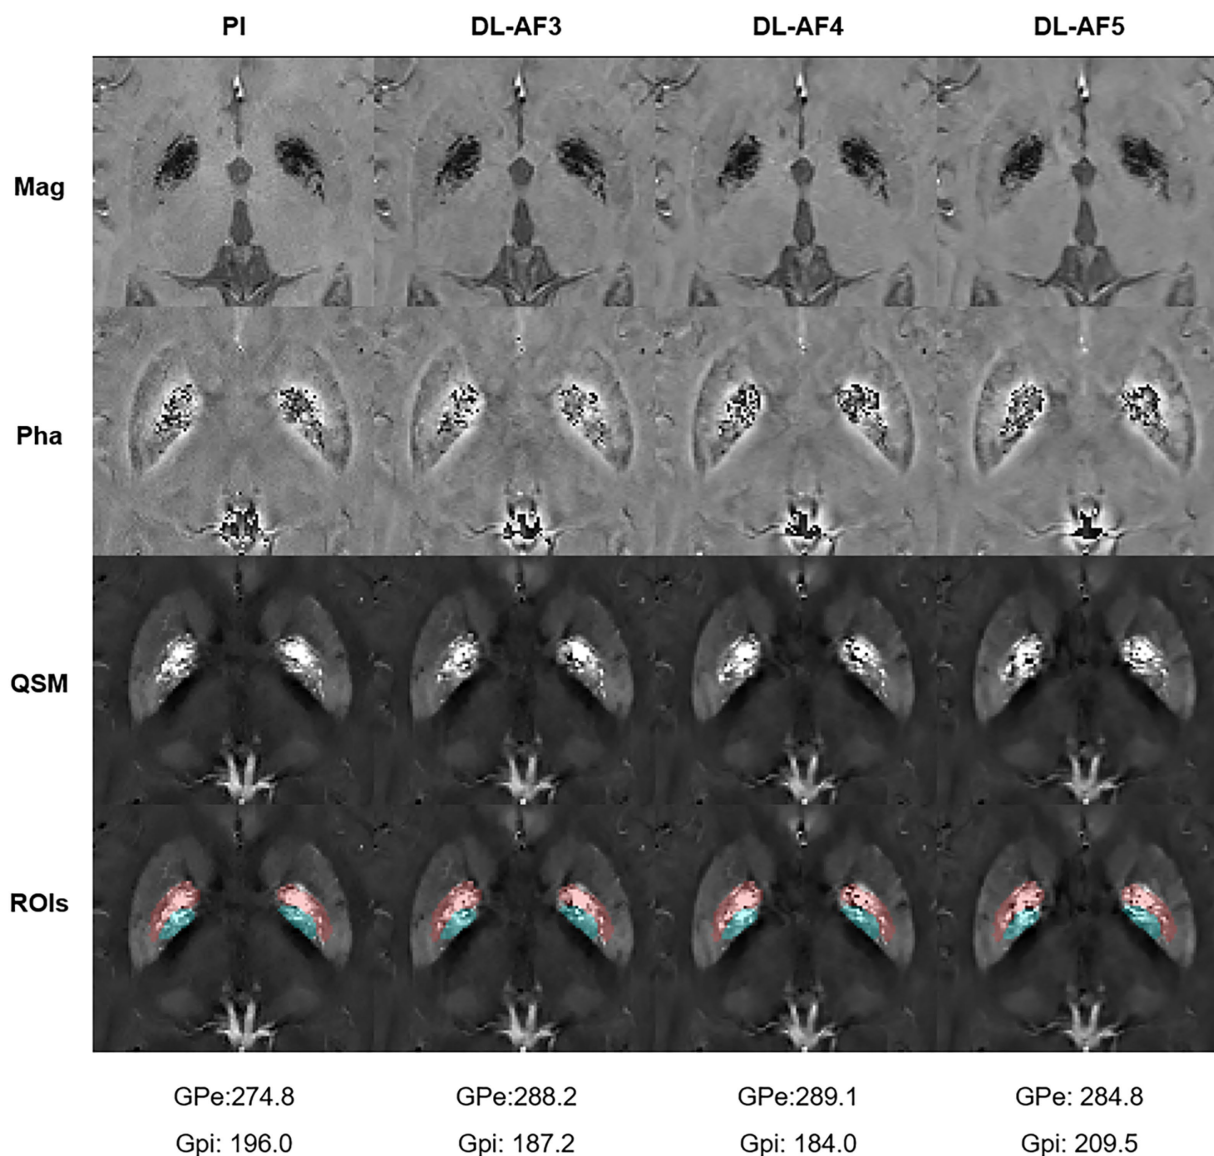 PI DL-AF3 DL-AF4 DL-AF5
Mag
Pha
QSM
ROIs
GPe:274.8 GPe:288.2 GPe:289.1 GPe: 284.8
Gpi: 196.0 Gpi: 187.2 Gpi: 184.0 Gpi: 209.5